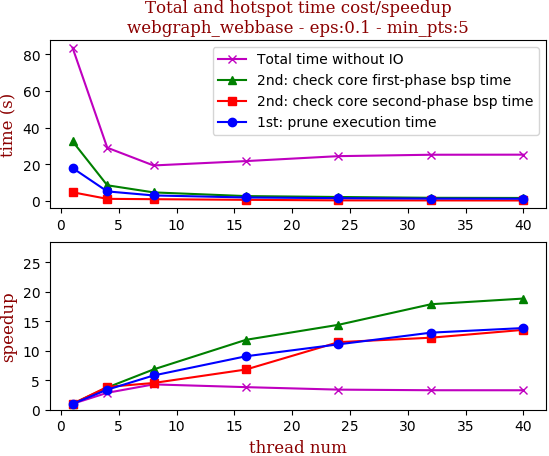 Total and hotspot time cost/speedup
webgraph_webbase - eps:0.1 - min_pts:5
time (s)
80
60
40
20
0
Total time without IO
2nd: check core first-phase bsp time
2nd: check core second-phase bsp time
1st: prune execution time
0 5 10 15 20 25 30 35 40
speedup
25
20
15
10
5
0
0 5 10 15 20 25 30 35 40
thread num